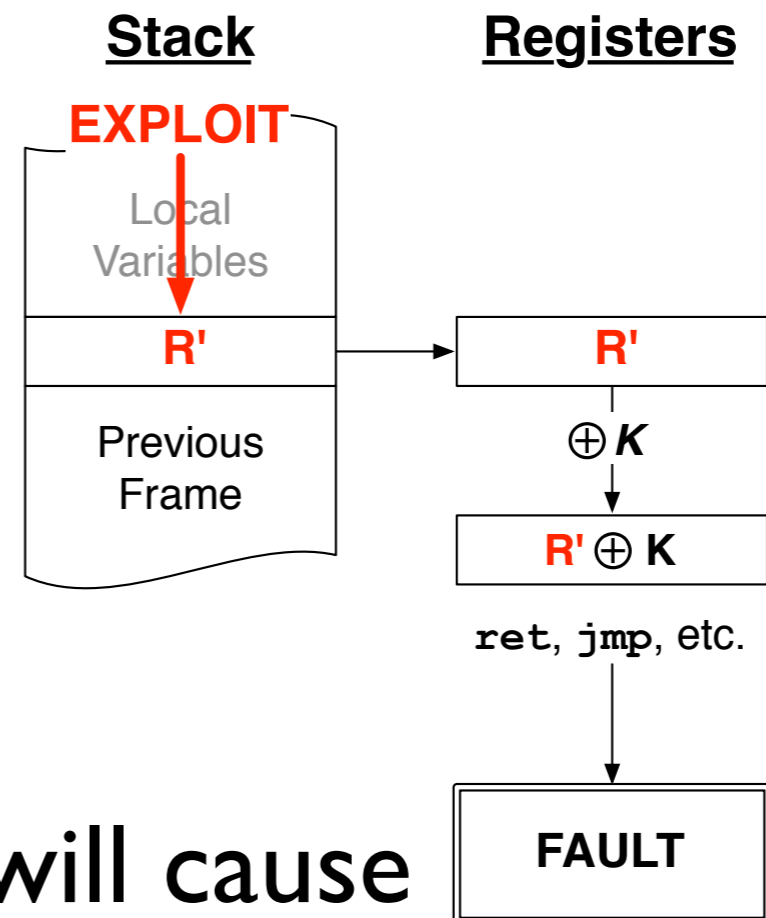 Stack
Registers
EXPLOIT
Local
Variables
R'
R'
Previous
Frame
⊕ K
R' ⊕ K
ret, jmp, etc.
will cause
FAULT